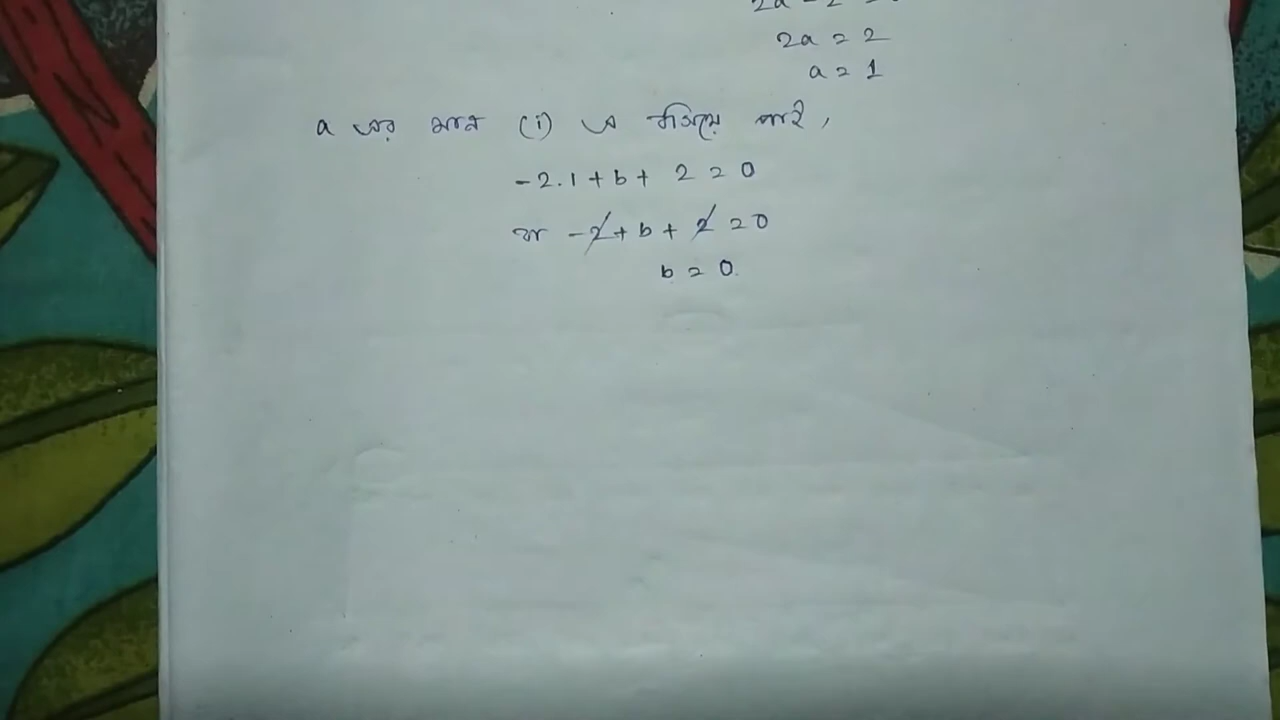 2a = 2
a = 1
a এর মান (i) এ বসিয়ে পাই,
-2.1 + b + 2 = 0
বা -2 + b + 2 = 0
b = 0